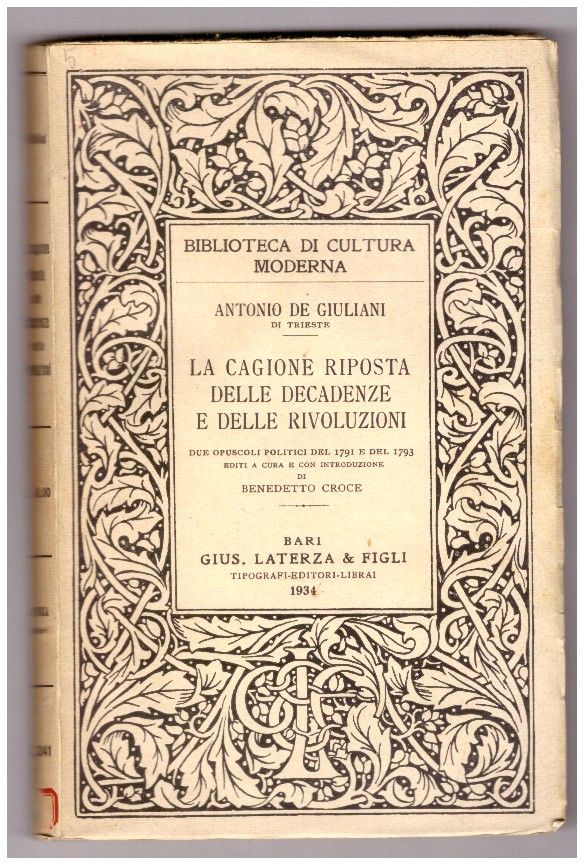 5
BIBLIOTECA DI CULTURA
MODERNA
ANTONIO DE GIULIANI
DI TRIESTE
LA CAGIONE RIPOSTA
DELLE DECADENZE
E DELLE RIVOLUZIONI
DUE OPUSCOLI POLITICI DEL 1791 E DEL 1793
EDITI A CURA E CON INTRODUZIONE
DI
BENEDETTO CROCE
BARI
GIUS. LATERZA & FIGLI
TIPOGRAFI-EDITORI-LIBRAI
1934